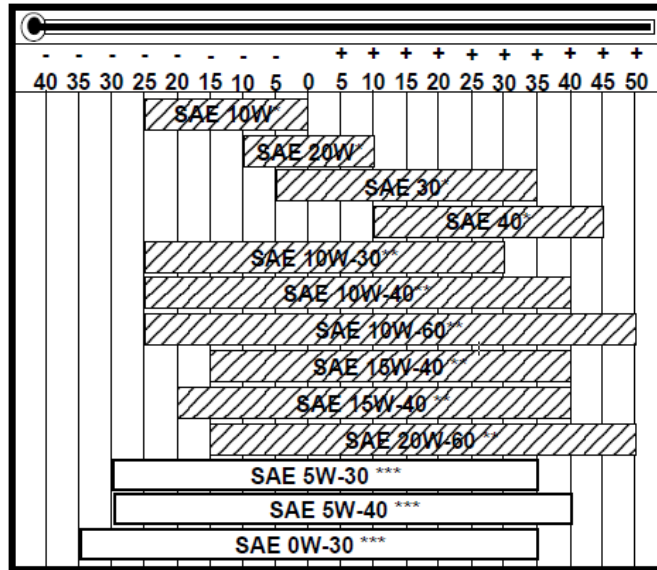 - - - - - - - - + + + + + + + + + +
40 35 30 25 20 15 10 5 0 5 10 15 20 25 30 35 40 45 50
SAE 10W*
SAE 20W*
SAE 30*
SAE 40*
SAE 10W-30**
SAE 10W-40**
SAE 10W-60**
SAE 15W-40**
SAE 15W-40 **
SAE 20W-60 **
SAE 5W-30 ***
SAE 5W-40 ***
SAE 0W-30 ***